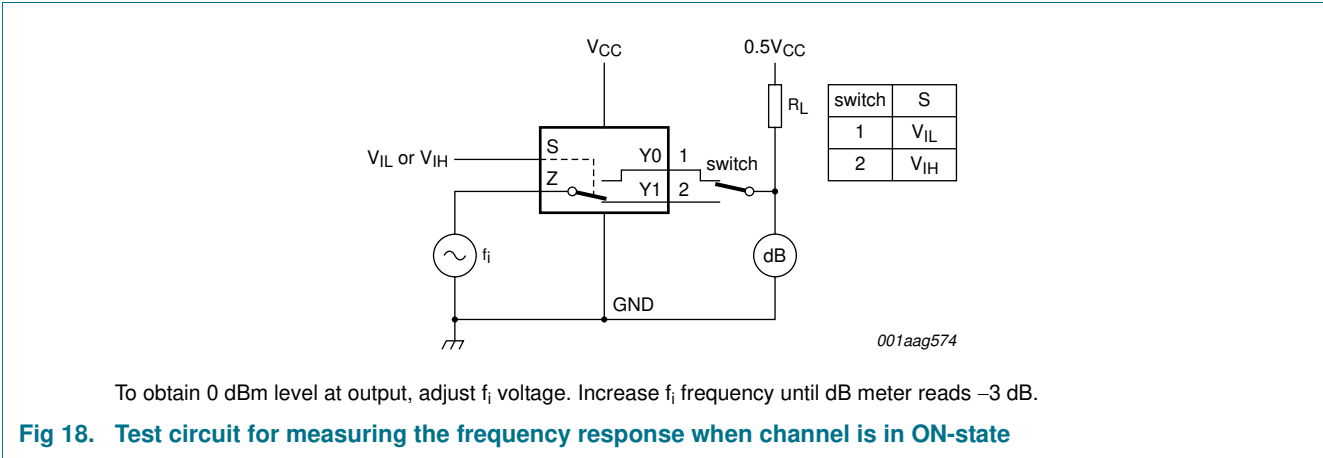 VCC
0.5VCC
RL
switch S
1 VIL
2 VIH
VIL or VIH
S
Z
Y0 1
Y1 2
switch
fi
dB
GND
001aag574
To obtain 0 dBm level at output, adjust fi voltage. Increase fi frequency until dB meter reads −3 dB.
Fig 18. Test circuit for measuring the frequency response when channel is in ON-state